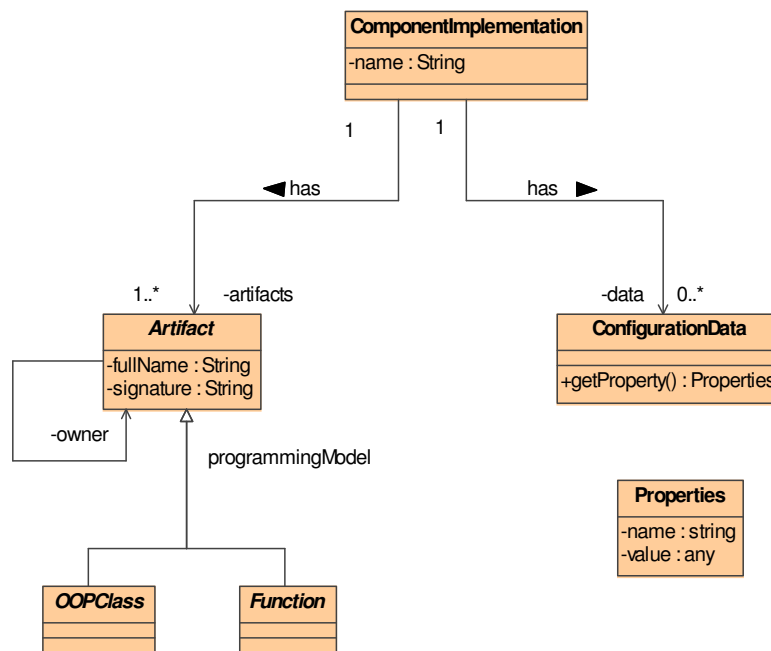 ComponentImplementation
-name : String
1
1
has
has
1..*
-artifacts
-data
0..*
Artifact
-fullName : String
-signature : String
ConfigurationData
+getProperty() : Properties
-owner
programmingModel
Properties
-name : string
-value : any
OOPClass
Function